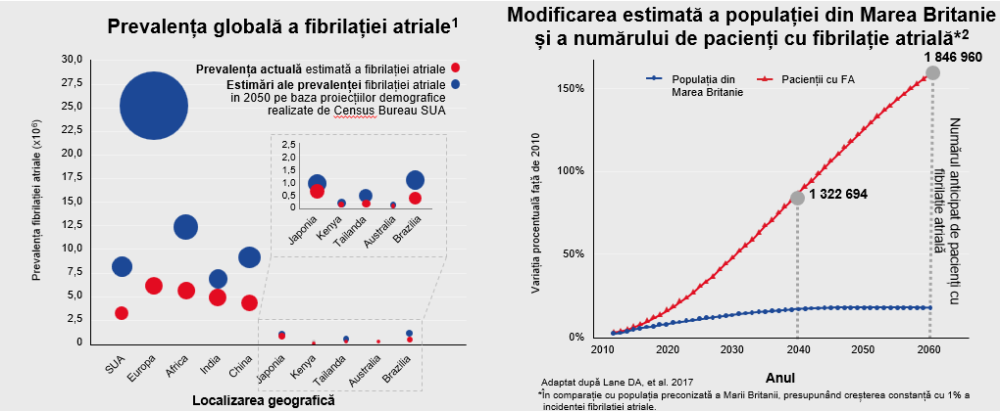 Prevalența globală a fibrilației atriale1
30,0
27,5
25,0
22,5
20,0
17,5
15,0
12,5
10,0
7,5
5,0
2,5
0
Prevalența fibrilației atriale (x10⁶)
Prevalența actuală estimată a fibrilației atriale
Estimări ale prevalenței fibrilației atriale
in 2050 pe baza proiecțiilor demografice
realizate de Census Bureau SUA
2,5
2,0
1,5
1,0
0,5
0
Japonia
Kenya
Tailanda
Australia
Brazilia
SUA
Europa
Africa
India
China
Japonia
Kenya
Tailanda
Australia
Brazilia
Localizarea geografică
Modificarea estimată a populației din Marea Britanie
și a numărului de pacienți cu fibrilație atrială*2
Populația din
Marea Britanie
Pacienții cu FA
1 846 960
1 322 694
150%
100%
50%
0%
Variația procentuală față de 2010
2010
2020
2030
2040
2050
2060
Numărul anticipat de pacienți cu
fibrilație atrială
Anul
Adaptat după Lane DA, et al. 2017
*În comparație cu populația preconizată a Marii Britanii, presupunând creșterea constantă cu 1% a
incidenței fibrilației atriale.